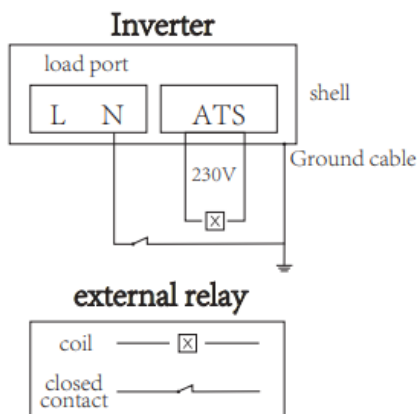 Inverter
load port
shell
L N ATS
Ground cable
230V
X
external relay
coil X
closed
contact